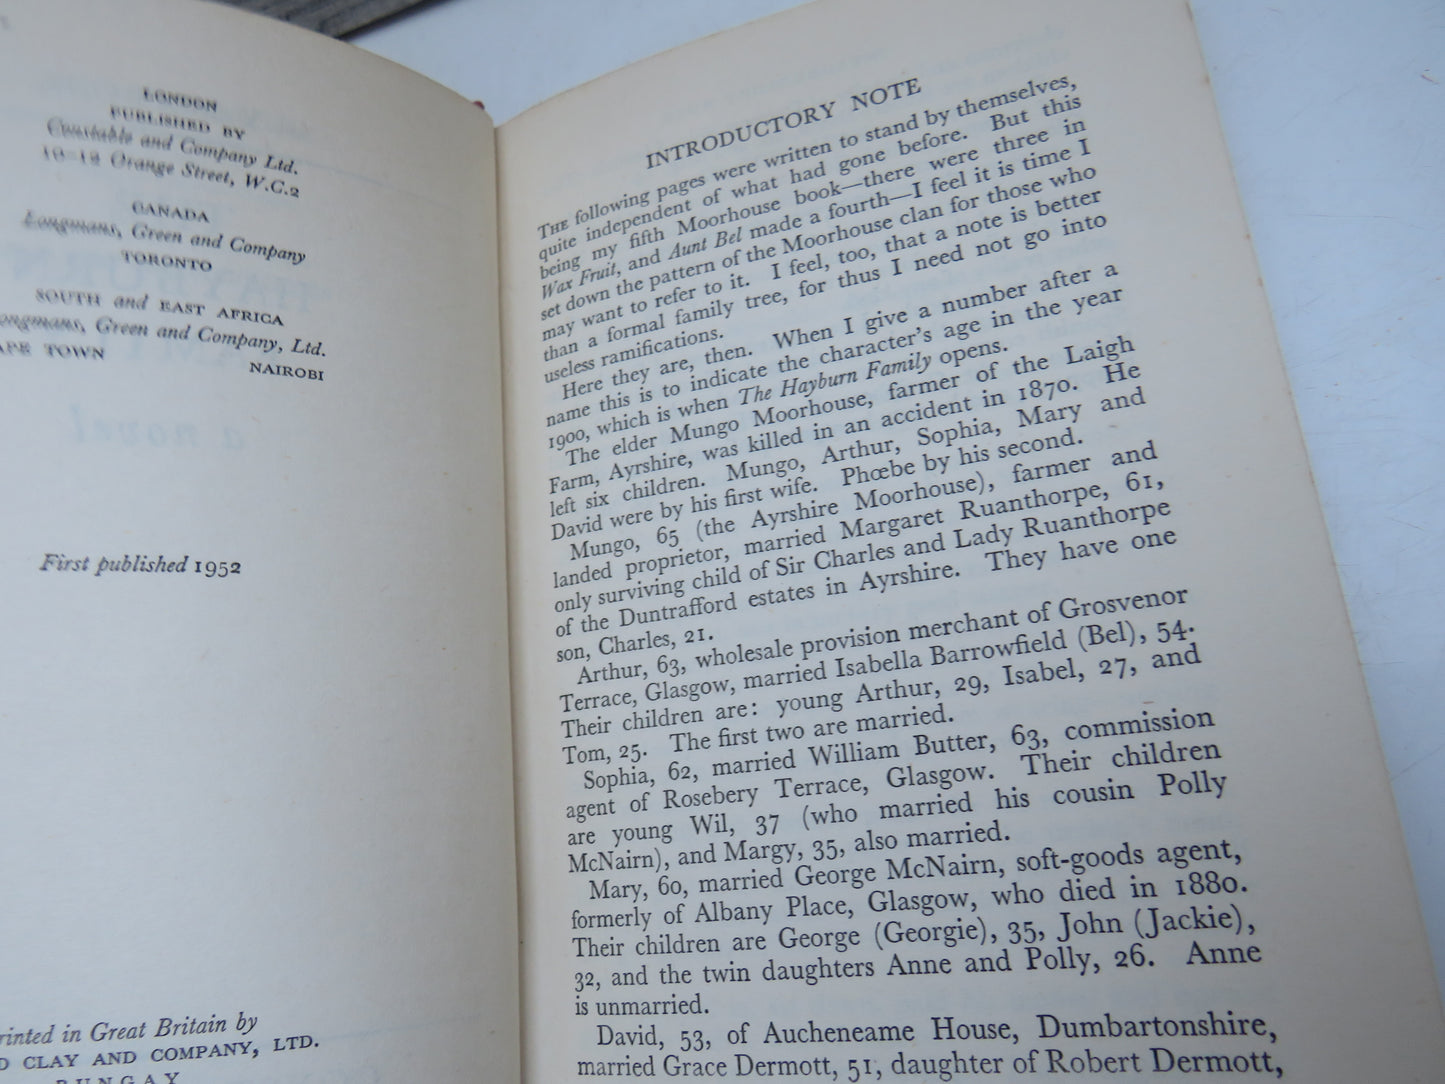 LONDON
PUBLISHED BY
Constable and Company Ltd.
10-12 Orange Street, W.C.2
CANADA
Longmans, Green and Company
TORONTO
SOUTH and EAST AFRICA
Longmans, Green and Company, Ltd.
CAPE TOWN NAIROBI
First published 1952
Printed in Great Britain by
CLAY AND COMPANY, LTD.
BUNGAY
INTRODUCTORY NOTE
THE following pages were written to stand by themselves,
quite independent of what had gone before. But this
being my fifth Moorhouse book—there were three in
Wax Fruit, and Aunt Bel made a fourth—I feel it is time I
set down the pattern of the Moorhouse clan for those who
may want to refer to it. I feel, too, that a note is better
than a formal family tree, for thus I need not go into
useless ramifications.
Here they are, then. When I give a number after a
name this is to indicate the character's age in the year
1900, which is when The Hayburn Family opens.
The elder Mungo Moorhouse, farmer of the Laigh
Farm, Ayrshire, was killed in an accident in 1870. He
left six children. Mungo, Arthur, Sophia, Mary and
David were by his first wife. Phœbe by his second.
Mungo, 65 (the Ayrshire Moorhouse), farmer and
landed proprietor, married Margaret Ruanthorpe, 61,
only surviving child of Sir Charles and Lady Ruanthorpe
of the Duntrafford estates in Ayrshire. They have one
son, Charles, 21.
Arthur, 63, wholesale provision merchant of Grosvenor
Terrace, Glasgow, married Isabella Barrowfield (Bel), 54.
Their children are: young Arthur, 29, Isabel, 27, and
Tom, 25. The first two are married.
Sophia, 62, married William Butter, 63, commission
agent of Rosebery Terrace, Glasgow. Their children
are young Wil, 37 (who married his cousin Polly
McNairn), and Margy, 35, also married.
Mary, 60, married George McNairn, soft-goods agent,
formerly of Albany Place, Glasgow, who died in 1880.
Their children are George (Georgie), 35, John (Jackie),
32, and the twin daughters Anne and Polly, 26. Anne
is unmarried.
David, 53, of Aucheneame House, Dumbartonshire,
married Grace Dermott, 51, daughter of Robert Dermott,